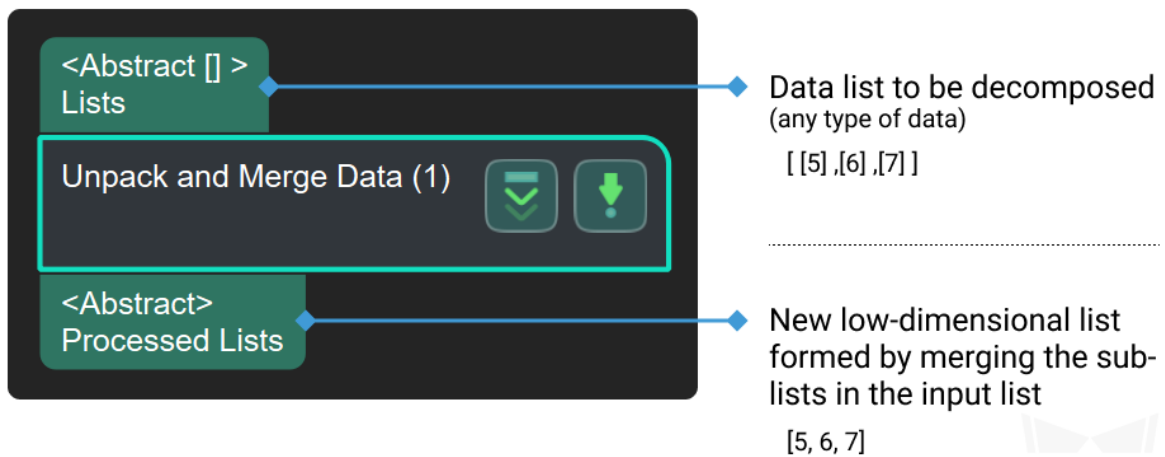 <Abstract [] >
Lists
Unpack and Merge Data (1)
<Abstract>
Processed Lists
Data list to be decomposed
(any type of data)
[ [5] ,[6] ,[7] ]
New low-dimensional list
formed by merging the sub-
lists in the input list
[5, 6, 7]